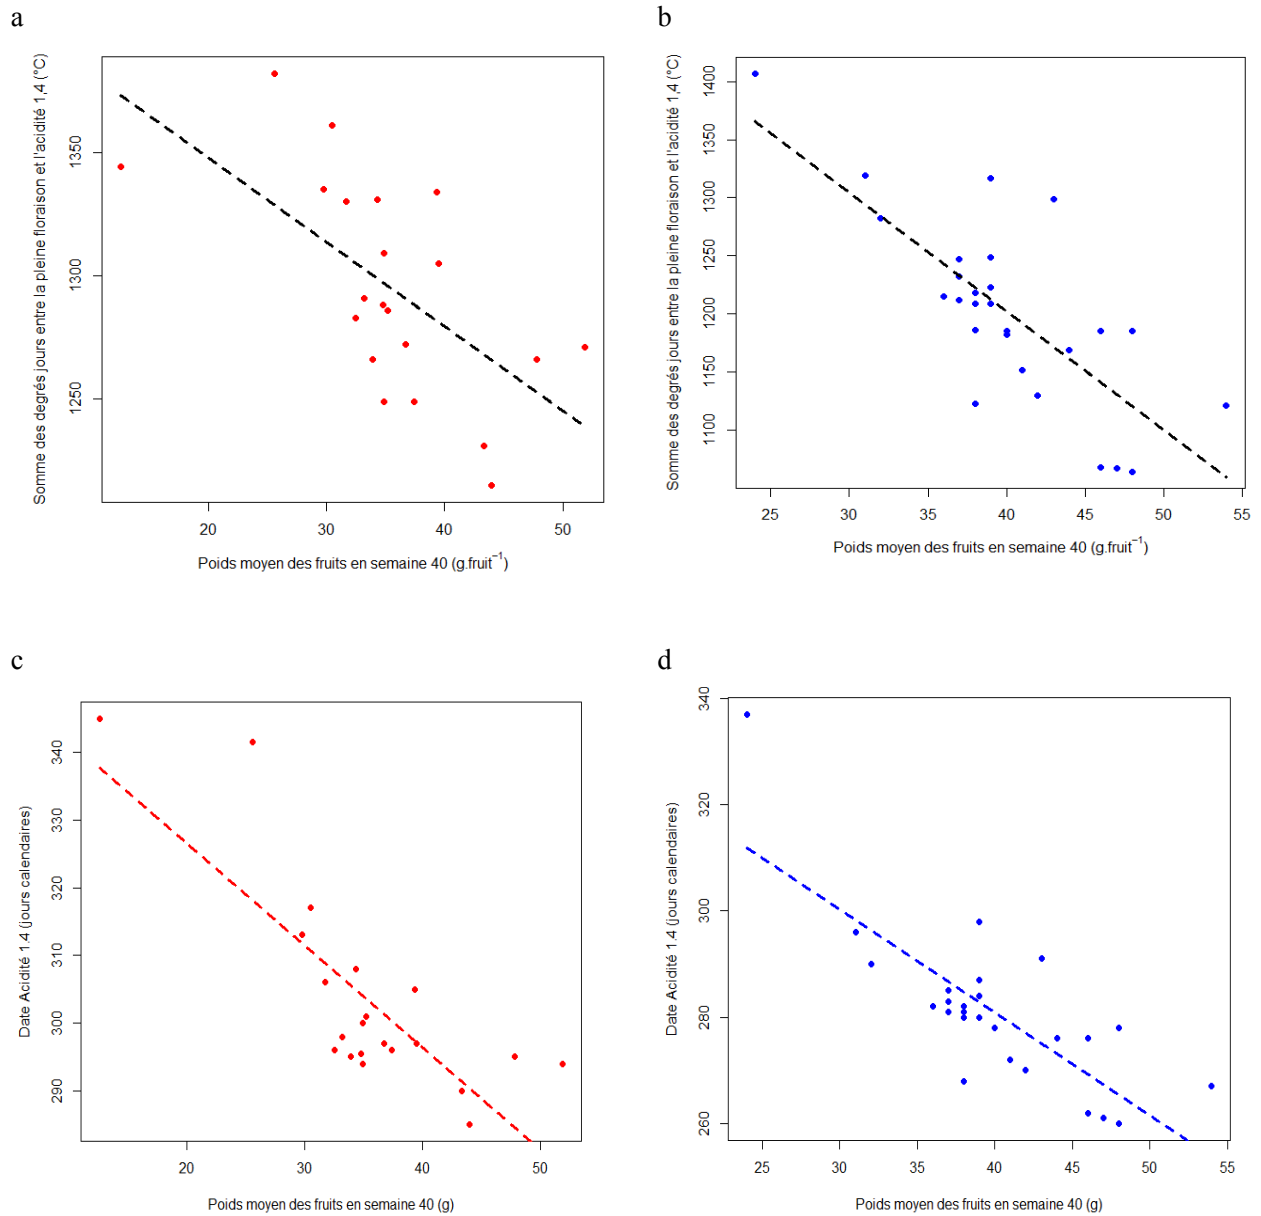 a
Somme des degrés jours entre la pleine floraison et l'acidité 1,4 (°C)
1350
1300
1250
20 30 40 50
Poids moyen des fruits en semaine 40 (g.fruit⁻¹)
b
Somme des degrés jours entre la pleine floraison et l'acidité 1,4 (°C)
1400
1350
1300
1250
1200
1150
1100
25 30 35 40 45 50 55
Poids moyen des fruits en semaine 40 (g.fruit⁻¹)
c
Date Acidité 1.4 (jours calendaires)
340
330
320
310
300
290
20 30 40 50
Poids moyen des fruits en semaine 40 (g)
d
Date Acidité 1.4 (jours calendaires)
340
320
300
280
260
25 30 35 40 45 50 55
Poids moyen des fruits en semaine 40 (g)